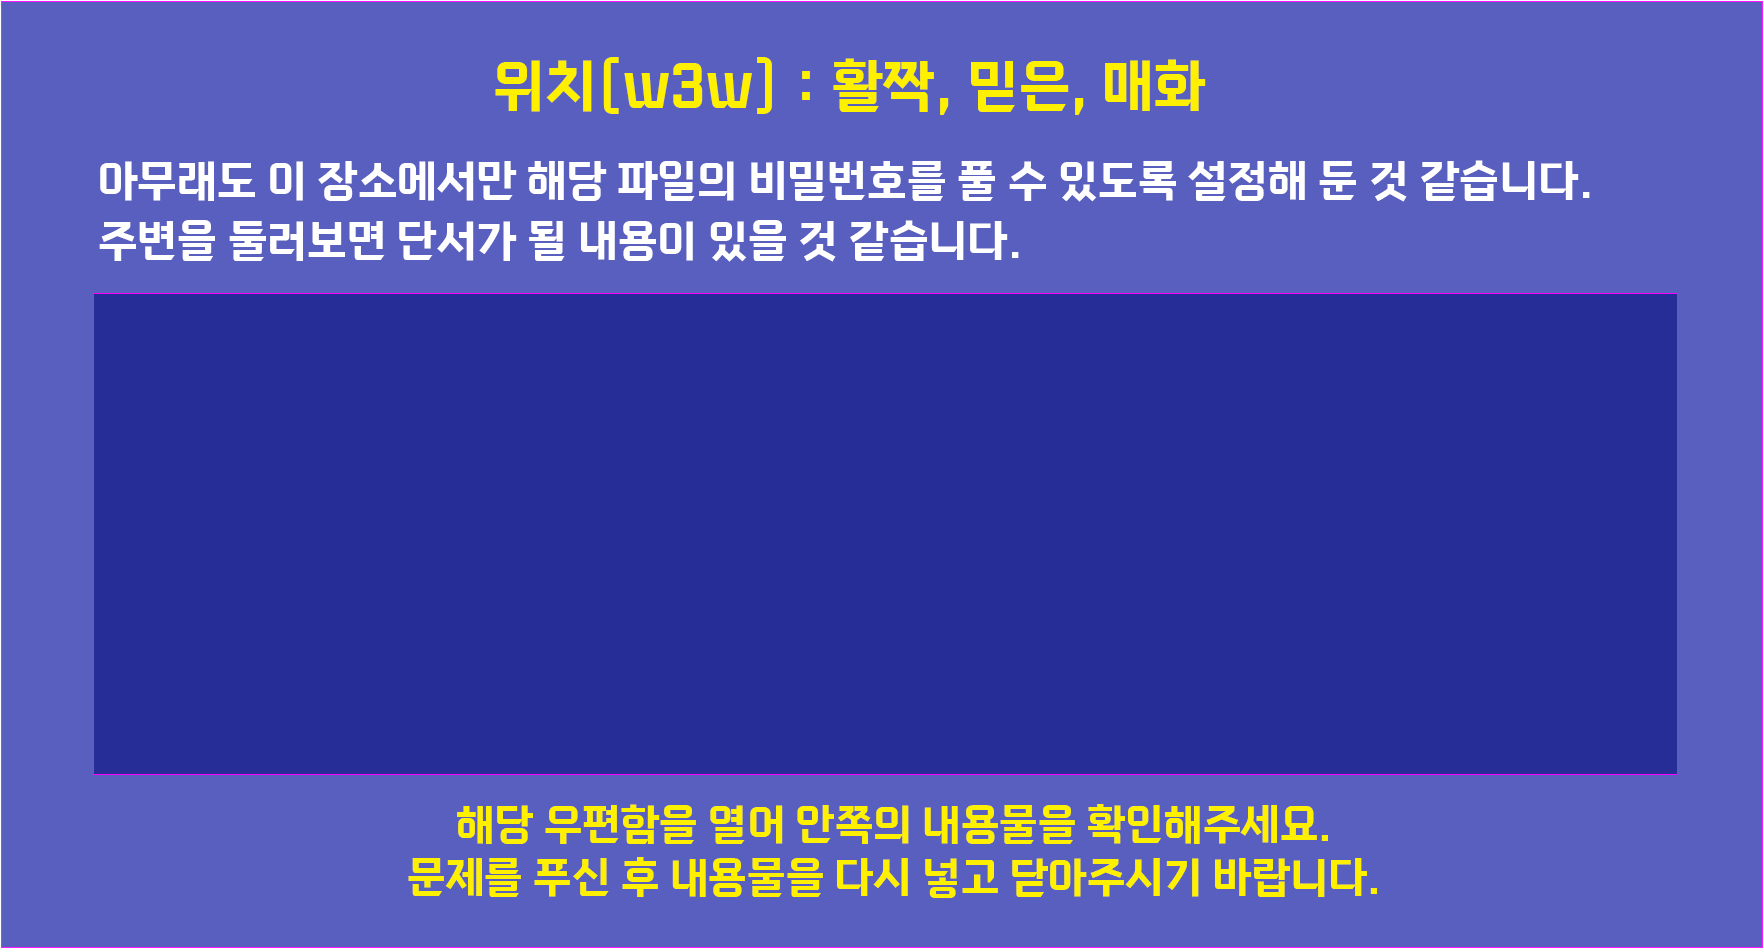 위치(w3w) : 활짝, 믿은, 매화
아무래도 이 장소에서만 해당 파일의 비밀번호를 풀 수 있도록 설정해 둔 것 같습니다.
주변을 둘러보면 단서가 될 내용이 있을 것 같습니다.
해당 우편함을 열어 안쪽의 내용물을 확인해주세요.
문제를 푸신 후 내용물을 다시 넣고 닫아주시기 바랍니다.